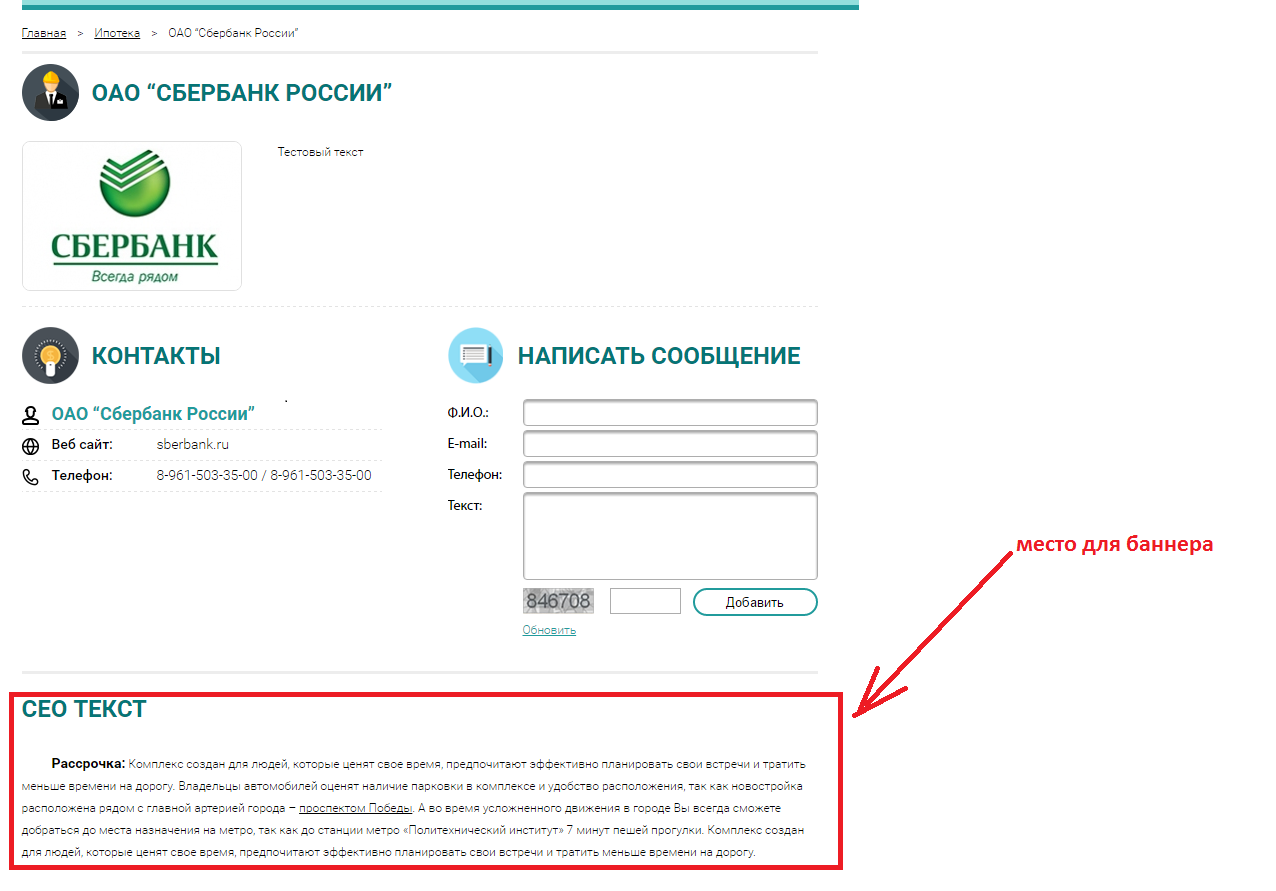 Главная > Ипотека > ОАО “Сбербанк России”
ОАО “СБЕРБАНК РОССИИ”
Тестовый текст
СБЕРБАНК
Всегда рядом
КОНТАКТЫ
ОАО “Сбербанк России”
Веб сайт: sberbank.ru
Телефон: 8-961-503-35-00 / 8-961-503-35-00
НАПИСАТЬ СООБЩЕНИЕ
Ф.И.О.:
E-mail:
Телефон:
Текст:
846708 Добавить
Обновить
место для баннера
СЕО ТЕКСТ
Рассрочка: Комплекс создан для людей, которые ценят свое время, предпочитают эффективно планировать свои встречи и тратить
меньше времени на дорогу. Владельцы автомобилей оценят наличие парковки в комплексе и удобство расположения, так как новостройка
расположена рядом с главной артерией города – проспектом Победы. А во время усложненного движения в городе Вы всегда сможете
добраться до места назначения на метро, так как до станции метро «Политехнический институт» 7 минут пешей прогулки. Комплекс создан
для людей, которые ценят свое время, предпочитают эффективно планировать свои встречи и тратить меньше времени на дорогу.